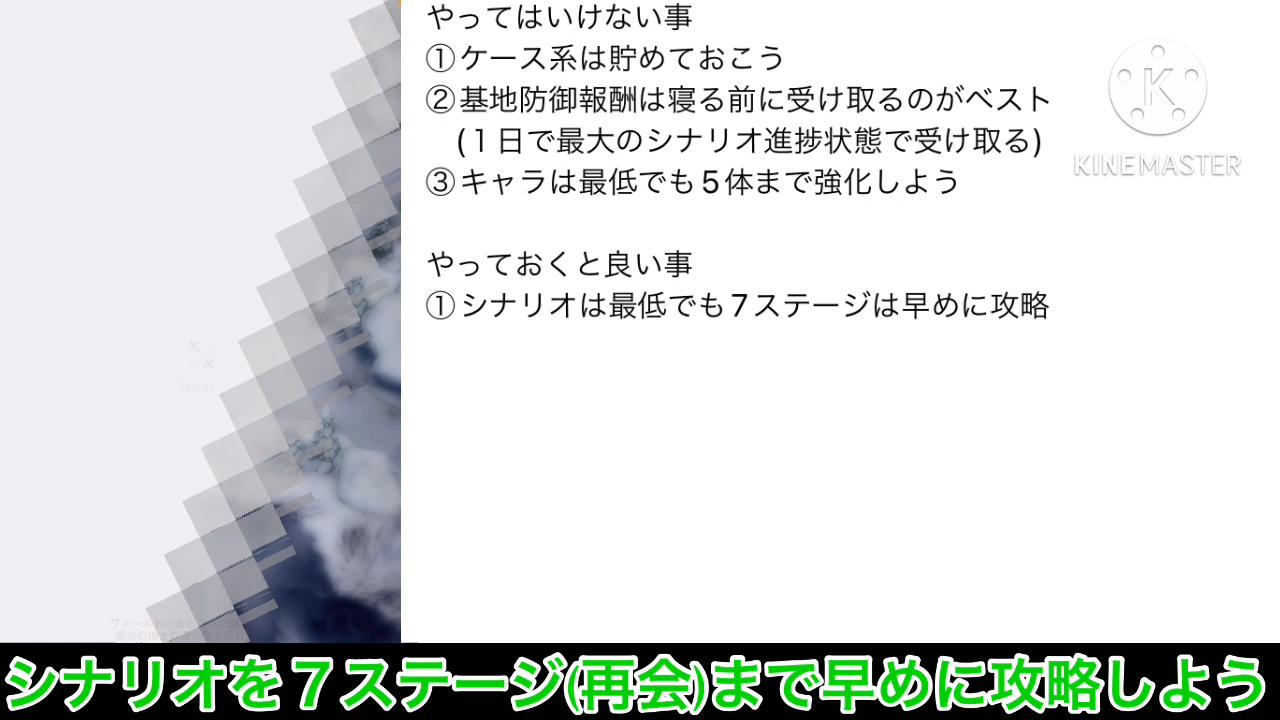 やってはいけない事
①ケース系は貯めておこう
②基地防御報酬は寝る前に受け取るのがベスト
(１日で最大のシナリオ進捗状態で受け取る)
③キャラは最低でも５体まで強化しよう
やっておくと良い事
①シナリオは最低でも７ステージは早めに攻略
K
KINEMASTER
シナリオを７ステージ(再会)まで早めに攻略しよう